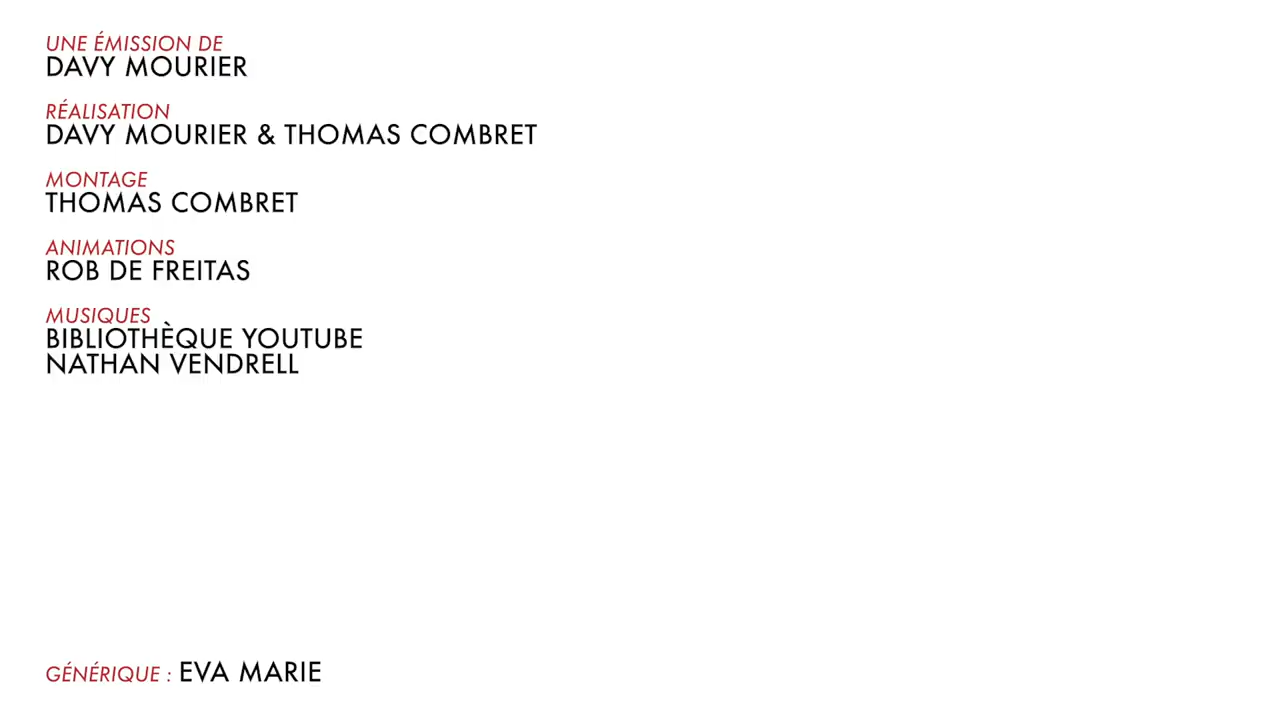 UNE ÉMISSION DE
DAVY MOURIER
RÉALISATION
DAVY MOURIER & THOMAS COMBRET
MONTAGE
THOMAS COMBRET
ANIMATIONS
ROB DE FREITAS
MUSIQUES
BIBLIOTHÈQUE YOUTUBE
NATHAN VENDRELL
GÉNÉRIQUE : EVA MARIE